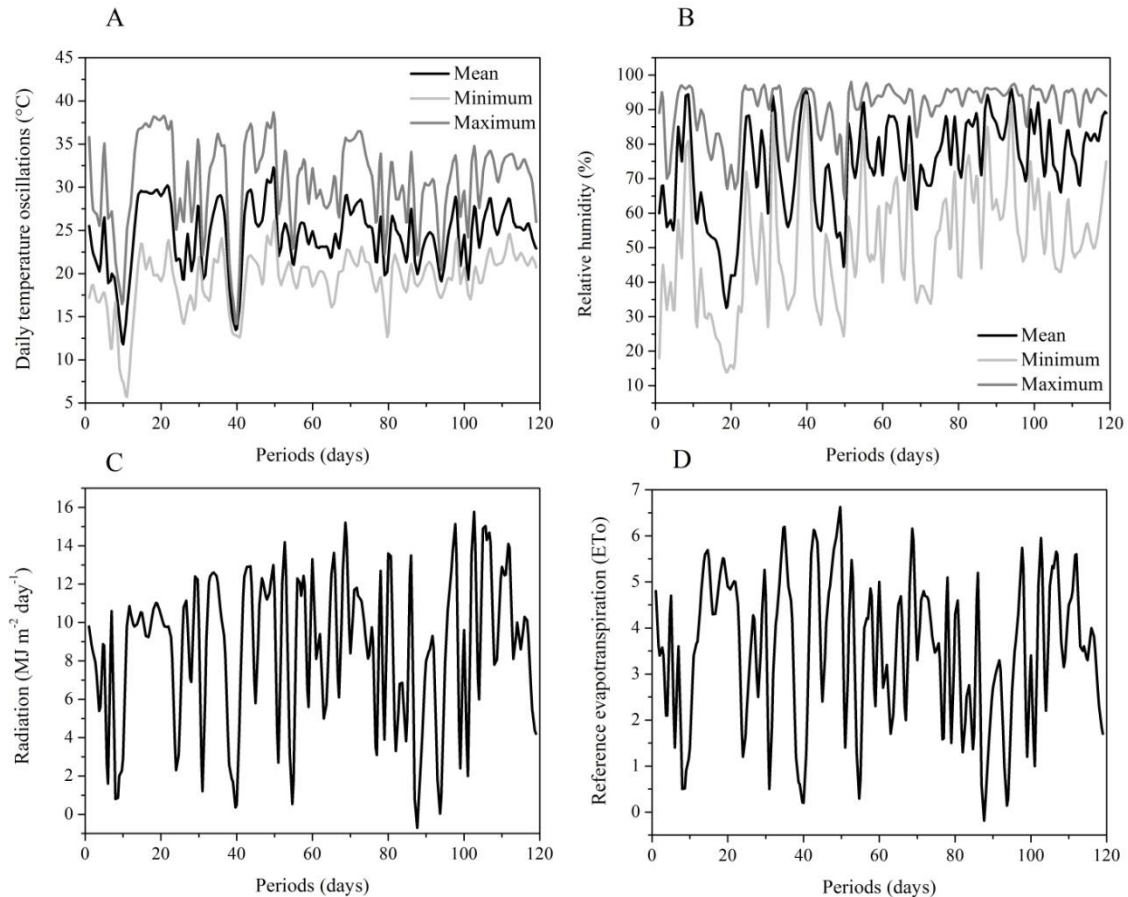 A
Daily temperature oscillations (°C)
45
40
35
30
25
20
15
10
5
Mean
Minimum
Maximum
0 20 40 60 80 100 120
Periods (days)
B
Relative humidity (%)
100
90
80
70
60
50
40
30
20
10
Mean
Minimum
Maximum
0 20 40 60 80 100 120
Periods (days)
C
Radiation (MJ m⁻² day⁻¹)
16
14
12
10
8
6
4
2
0
0 20 40 60 80 100 120
Periods (days)
D
Reference evapotranspiration (ETo)
7
6
5
4
3
2
1
0
0 20 40 60 80 100 120
Periods (days)